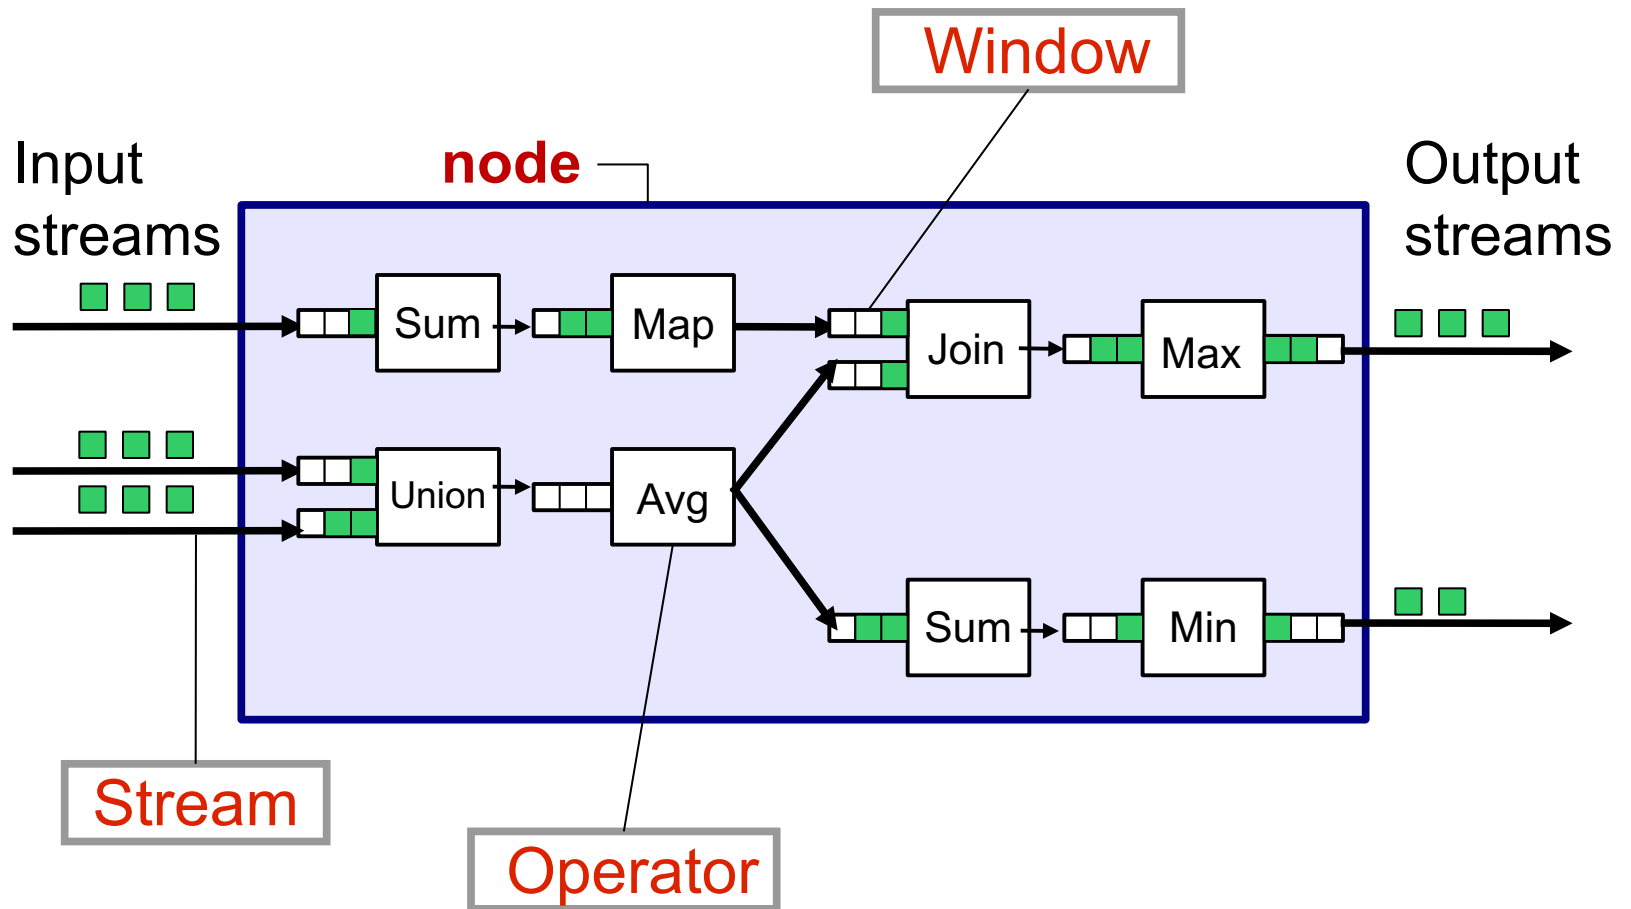 Window
Input
streams
node
Output
streams
Sum
Map
Join
Max
Union
Avg
Sum
Min
Stream
Operator